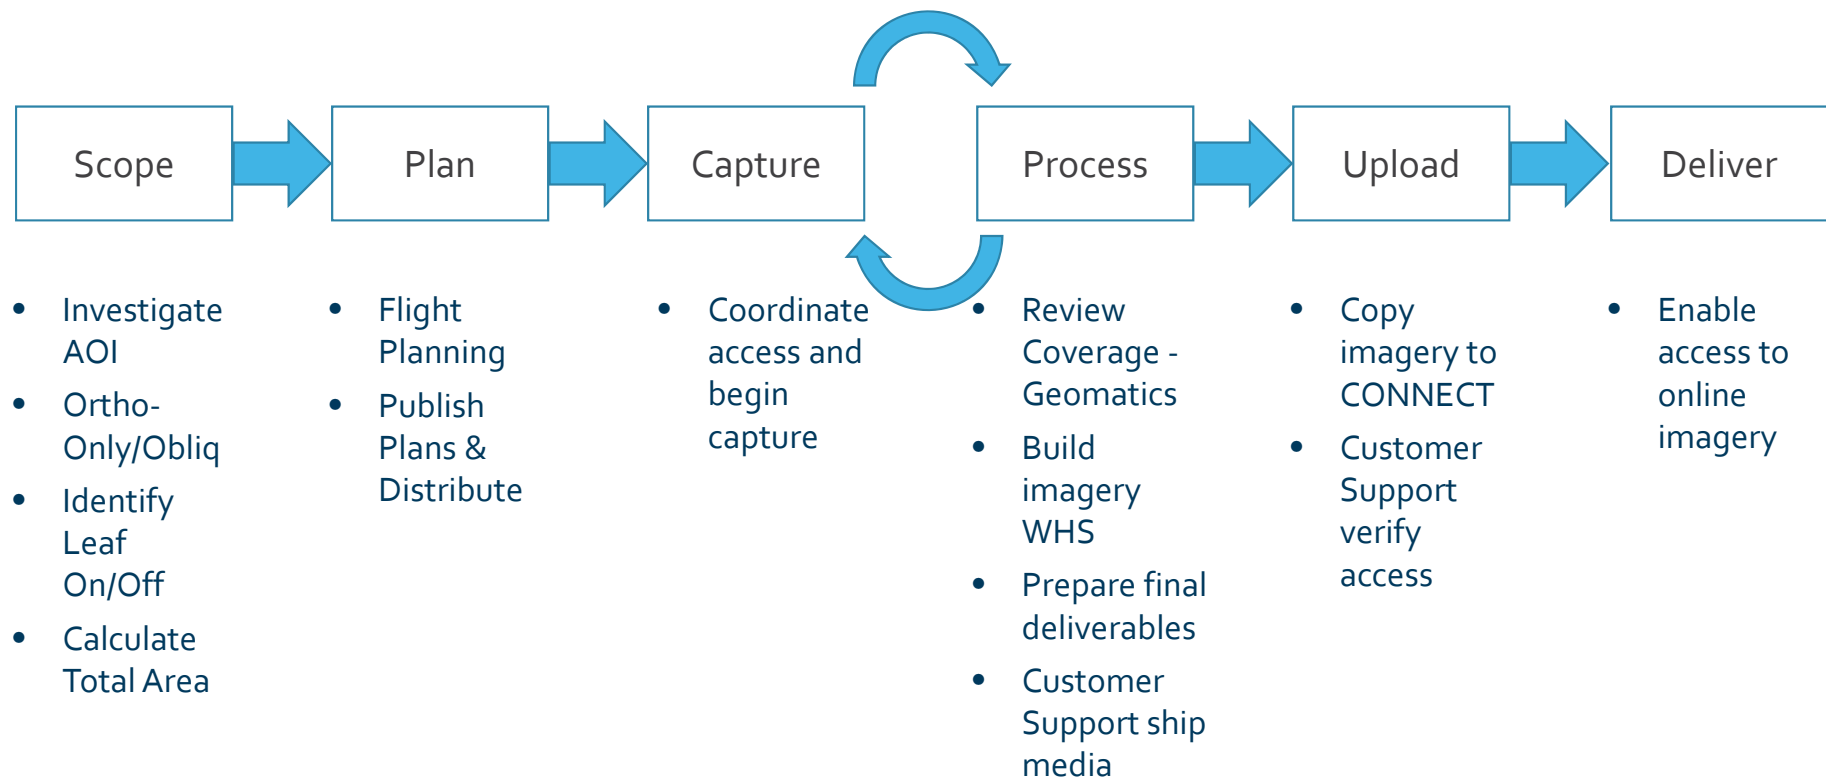 Scope
Plan
Capture
Process
Upload
Deliver
• Investigate
AOI
• Ortho-
Only/Obliq
• Identify
Leaf
On/Off
• Calculate
Total Area
• Flight
Planning
• Publish
Plans &
Distribute
• Coordinate
access and
begin
capture
• Review
Coverage -
Geomatics
• Build
imagery
WHS
• Prepare final
deliverables
• Customer
Support ship
media
• Copy
imagery to
CONNECT
• Customer
Support
verify
access
• Enable
access to
online
imagery